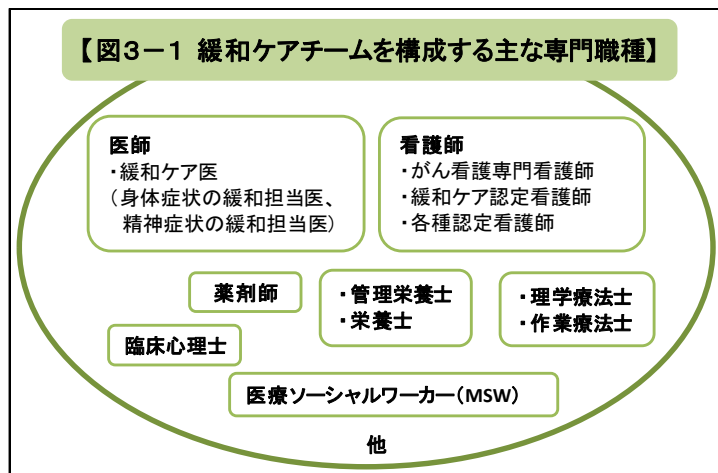 【図3－1 緩和ケアチームを構成する主な専門職種】
医師
・緩和ケア医
（身体症状の緩和担当医、
精神症状の緩和担当医）
看護師
・がん看護専門看護師
・緩和ケア認定看護師
・各種認定看護師
薬剤師
・管理栄養士
・栄養士
・理学療法士
・作業療法士
臨床心理士
医療ソーシャルワーカー（MSW）
他